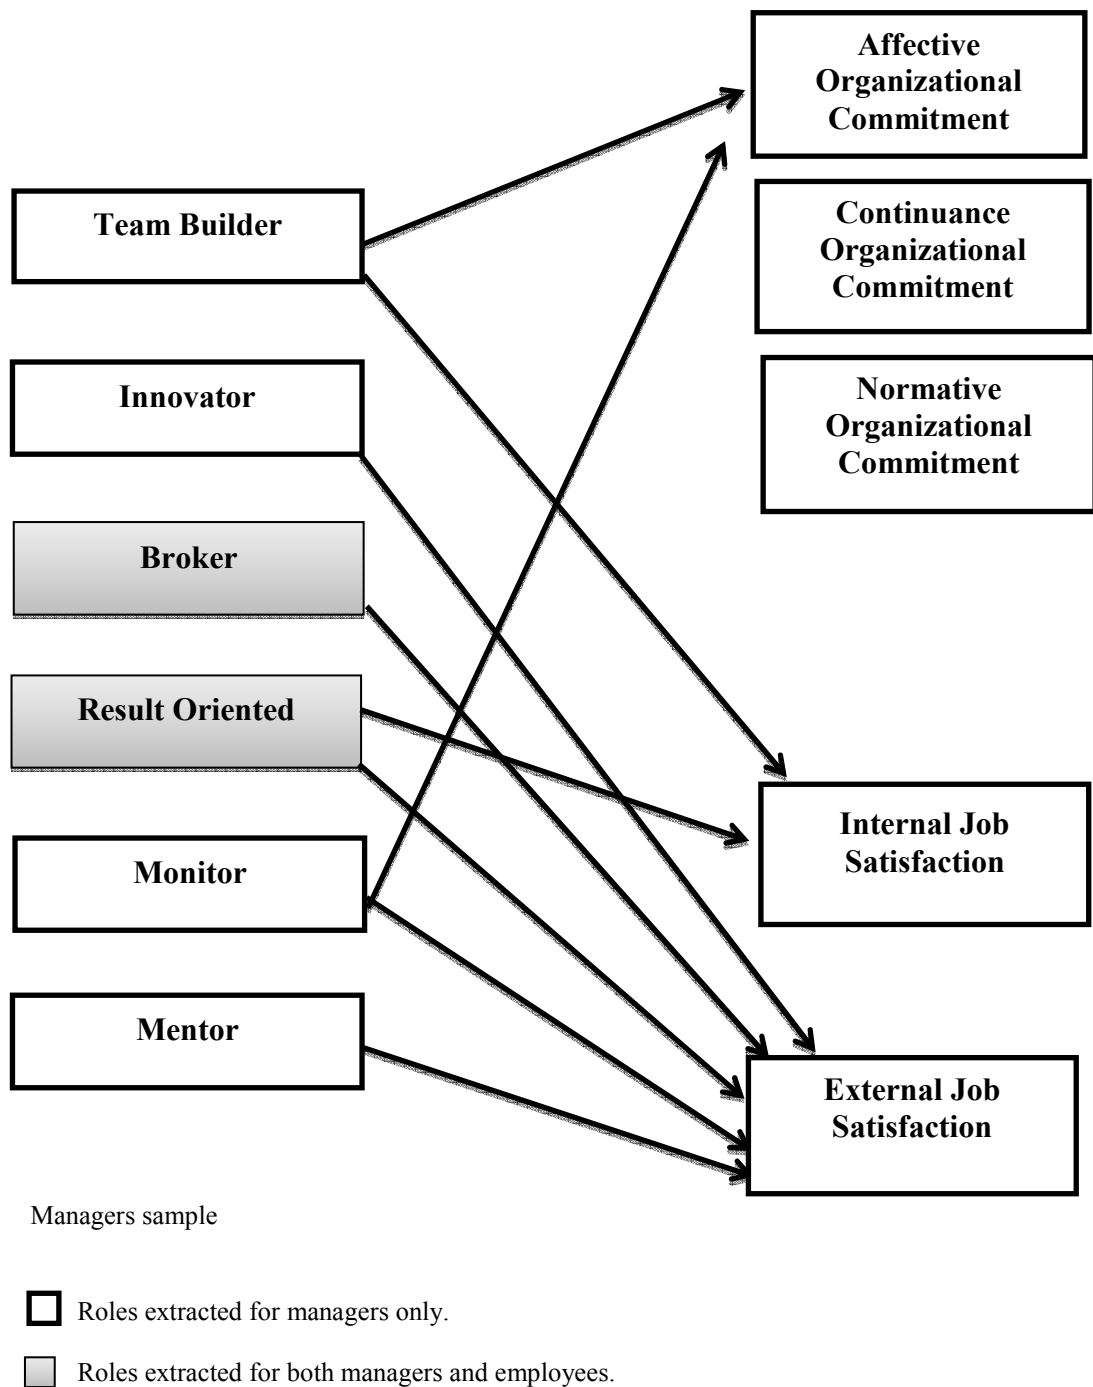 Affective
Organizational
Commitment
Team Builder
Continuance
Organizational
Commitment
Innovator
Normative
Organizational
Commitment
Broker
Result Oriented
Internal Job
Satisfaction
Monitor
Mentor
External Job
Satisfaction
Managers sample
Roles extracted for managers only.
Roles extracted for both managers and employees.